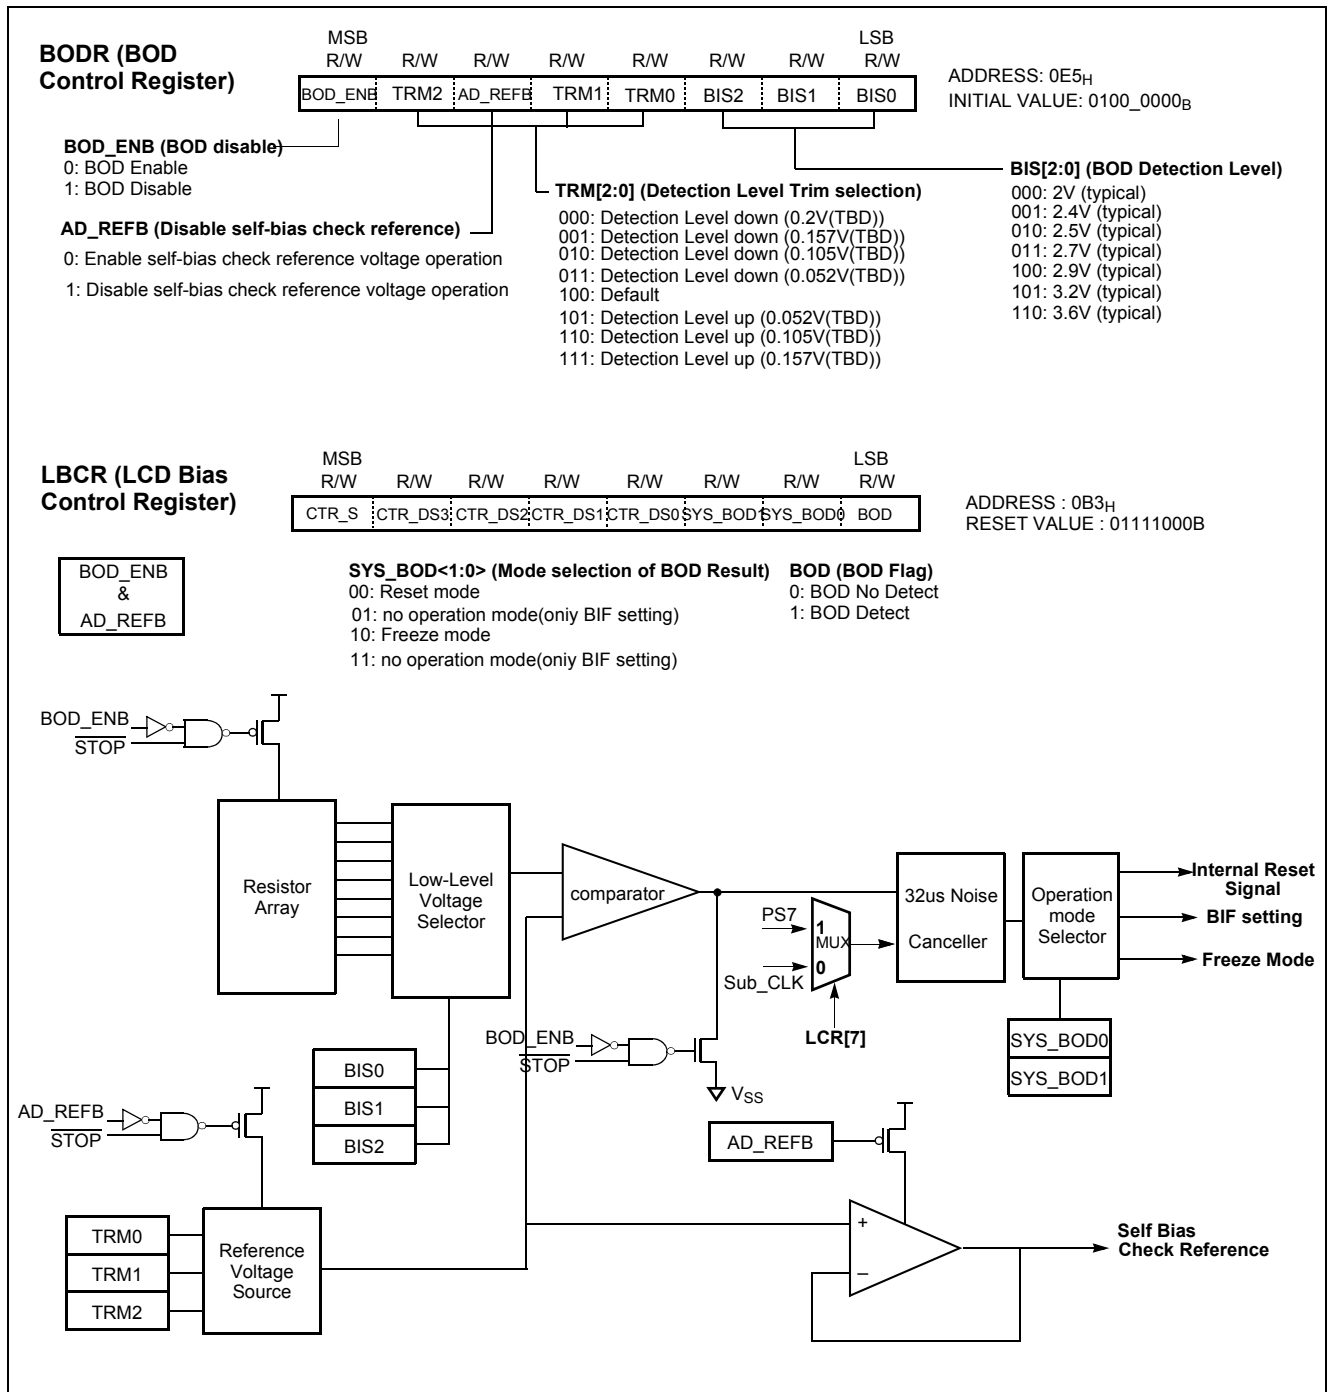 BODR (BOD
Control Register)
MSB LSB
R/W R/W R/W R/W R/W R/W R/W R/W
BOD_ENB TRM2 AD_REFB TRM1 TRM0 BIS2 BIS1 BIS0
ADDRESS: 0E5H
INITIAL VALUE: 0100_0000B
BOD_ENB (BOD disable)
0: BOD Enable
1: BOD Disable
AD_REFB (Disable self-bias check reference)
0: Enable self-bias check reference voltage operation
1: Disable self-bias check reference voltage operation
TRM[2:0] (Detection Level Trim selection)
000: Detection Level down (0.2V(TBD))
001: Detection Level down (0.157V(TBD))
010: Detection Level down (0.105V(TBD))
011: Detection Level down (0.052V(TBD))
100: Default
101: Detection Level up (0.052V(TBD))
110: Detection Level up (0.105V(TBD))
111: Detection Level up (0.157V(TBD))
BIS[2:0] (BOD Detection Level)
000: 2V (typical)
001: 2.4V (typical)
010: 2.5V (typical)
011: 2.7V (typical)
100: 2.9V (typical)
101: 3.2V (typical)
110: 3.6V (typical)
LBCR (LCD Bias
Control Register)
MSB LSB
R/W R/W R/W R/W R/W R/W R/W R/W
CTR_S CTR_DS3 CTR_DS2 CTR_DS1 CTR_DS0 SYS_BOD1 SYS_BOD0 BOD
ADDRESS : 0B3H
RESET VALUE : 01111000B
BOD_ENB
&
AD_REFB
SYS_BOD<1:0> (Mode selection of BOD Result)
00: Reset mode
01: no operation mode(oniy BIF setting)
10: Freeze mode
11: no operation mode(oniy BIF setting)
BOD (BOD Flag)
0: BOD No Detect
1: BOD Detect
BOD_ENB
STOP
Resistor
Array
Low-Level
Voltage
Selector
comparator
PS7
1
MUX
0
Sub_CLK
LCR[7]
32us Noise
Canceller
Operation
mode
Selector
Internal Reset
Signal
BIF setting
Freeze Mode
SYS_BOD0
SYS_BOD1
BOD_ENB
STOP
VSS
BIS0
BIS1
BIS2
AD_REFB
STOP
AD_REFB
TRM0
TRM1
TRM2
Reference
Voltage
Source
+
–
Self Bias
Check Reference